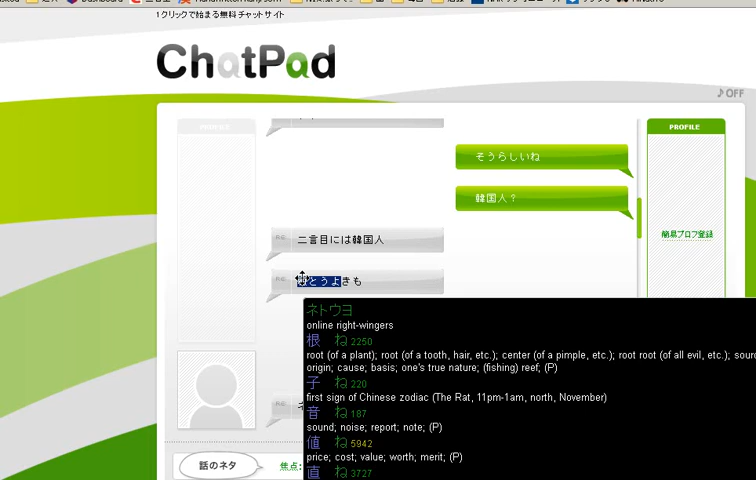 1クリックで始まる無料チャットサイト
ChatPad
♪OFF
PROFILE
PROFILE
そうらしいね
韓国人？
二言目には韓国人
簡易プロフ登録
ねとうよきも
ネトウヨ
online right-wingers
根 ね 2250
root (of a plant); root (of a tooth, hair, etc.); center (of a pimple, etc.); root root (of all evil, etc.); sourc
origin; cause; basis; one's true nature; (fishing) reef; (P)
子 ね 220
first sign of Chinese zodiac (The Rat, 11pm-1am, north, November)
音 ね 187
sound; noise; report; note; (P)
値 ね 5942
price; cost; value; worth; merit; (P)
直 ね 3727
話のネタ
焦点: